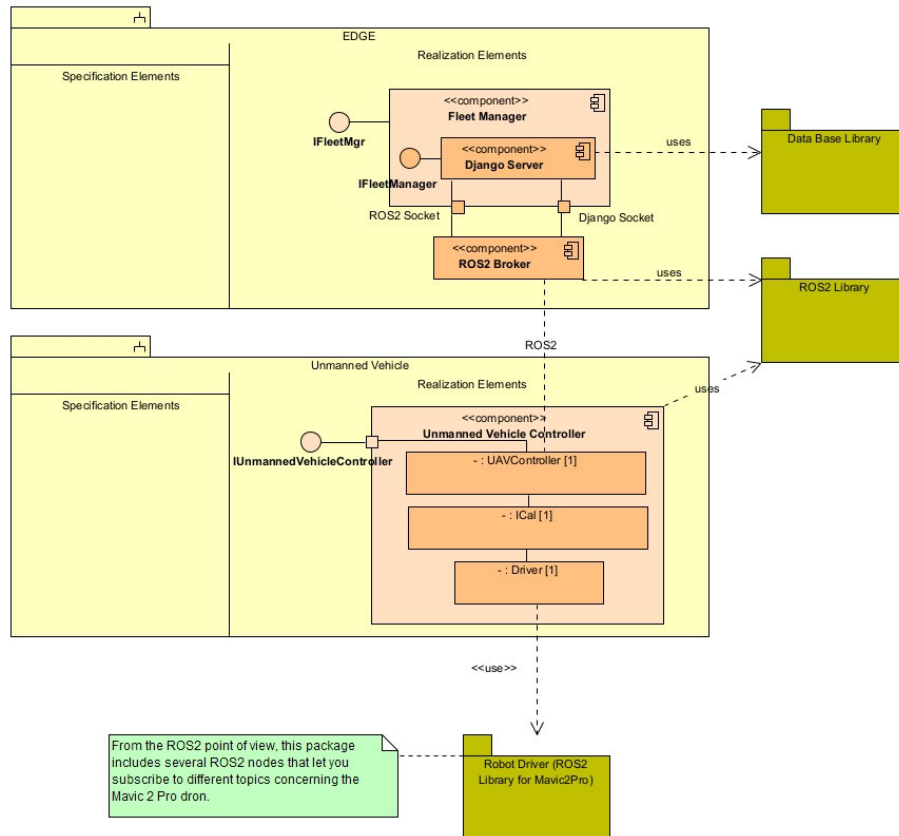 EDGE
Specification Elements
Realization Elements
<<component>>
Fleet Manager
IFleetMgr
<<component>>
Django Server
IFleetManager
uses
Data Base Library
ROS2 Socket
Django Socket
<<component>>
ROS2 Broker
uses
ROS2 Library
ROS2
Unmanned Vehicle
Specification Elements
Realization Elements
uses
<<component>>
Unmanned Vehicle Controller
IUnmannedVehicleController
- : UAVController [1]
- : ICal [1]
- : Driver [1]
<<use>>
From the ROS2 point of view, this package
includes several ROS2 nodes that let you
subscribe to different topics concerning the
Mavic 2 Pro dron.
Robot Driver (ROS2
Library for Mavic2Pro)